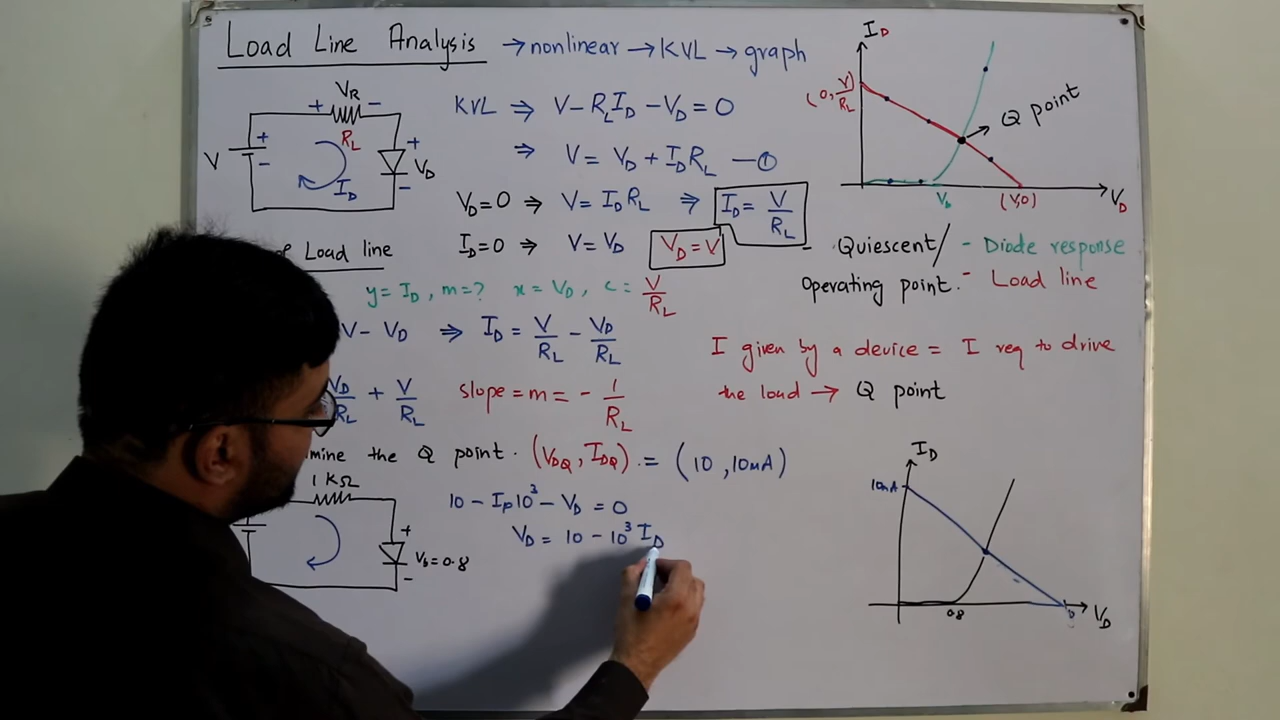 Load Line Analysis → nonlinear → KVL → graph
V_R
+ −
R_L
V + −
I_D
+ V_D −
KVL ⇒ V − R_L I_D − V_D = 0
⇒ V = V_D + I_D R_L — ①
V_D = 0 ⇒ V = I_D R_L ⇒ I_D = V/R_L
I_D = 0 ⇒ V = V_D V_D = V
of Load line
y = I_D , m = ? x = V_D , c = V/R_L
V − V_D ⇒ I_D = V/R_L − V_D/R_L
V_D/R_L + V/R_L slope = m = − 1/R_L
mine the Q point. (V_DQ, I_DQ). = (10, 10mA)
1 KΩ
+
V_b = 0.8
−
10 − I_D 10³ − V_D = 0
V_D = 10 − 10³ I_D
I_D
(0, V/R_L)
Q point
V_b
(V,0)
V_D
– Quiescent/
Operating point.
– Diode response
– Load line
I given by a device = I req to drive
the load → Q point
I_D
10mA
0.8
V_D